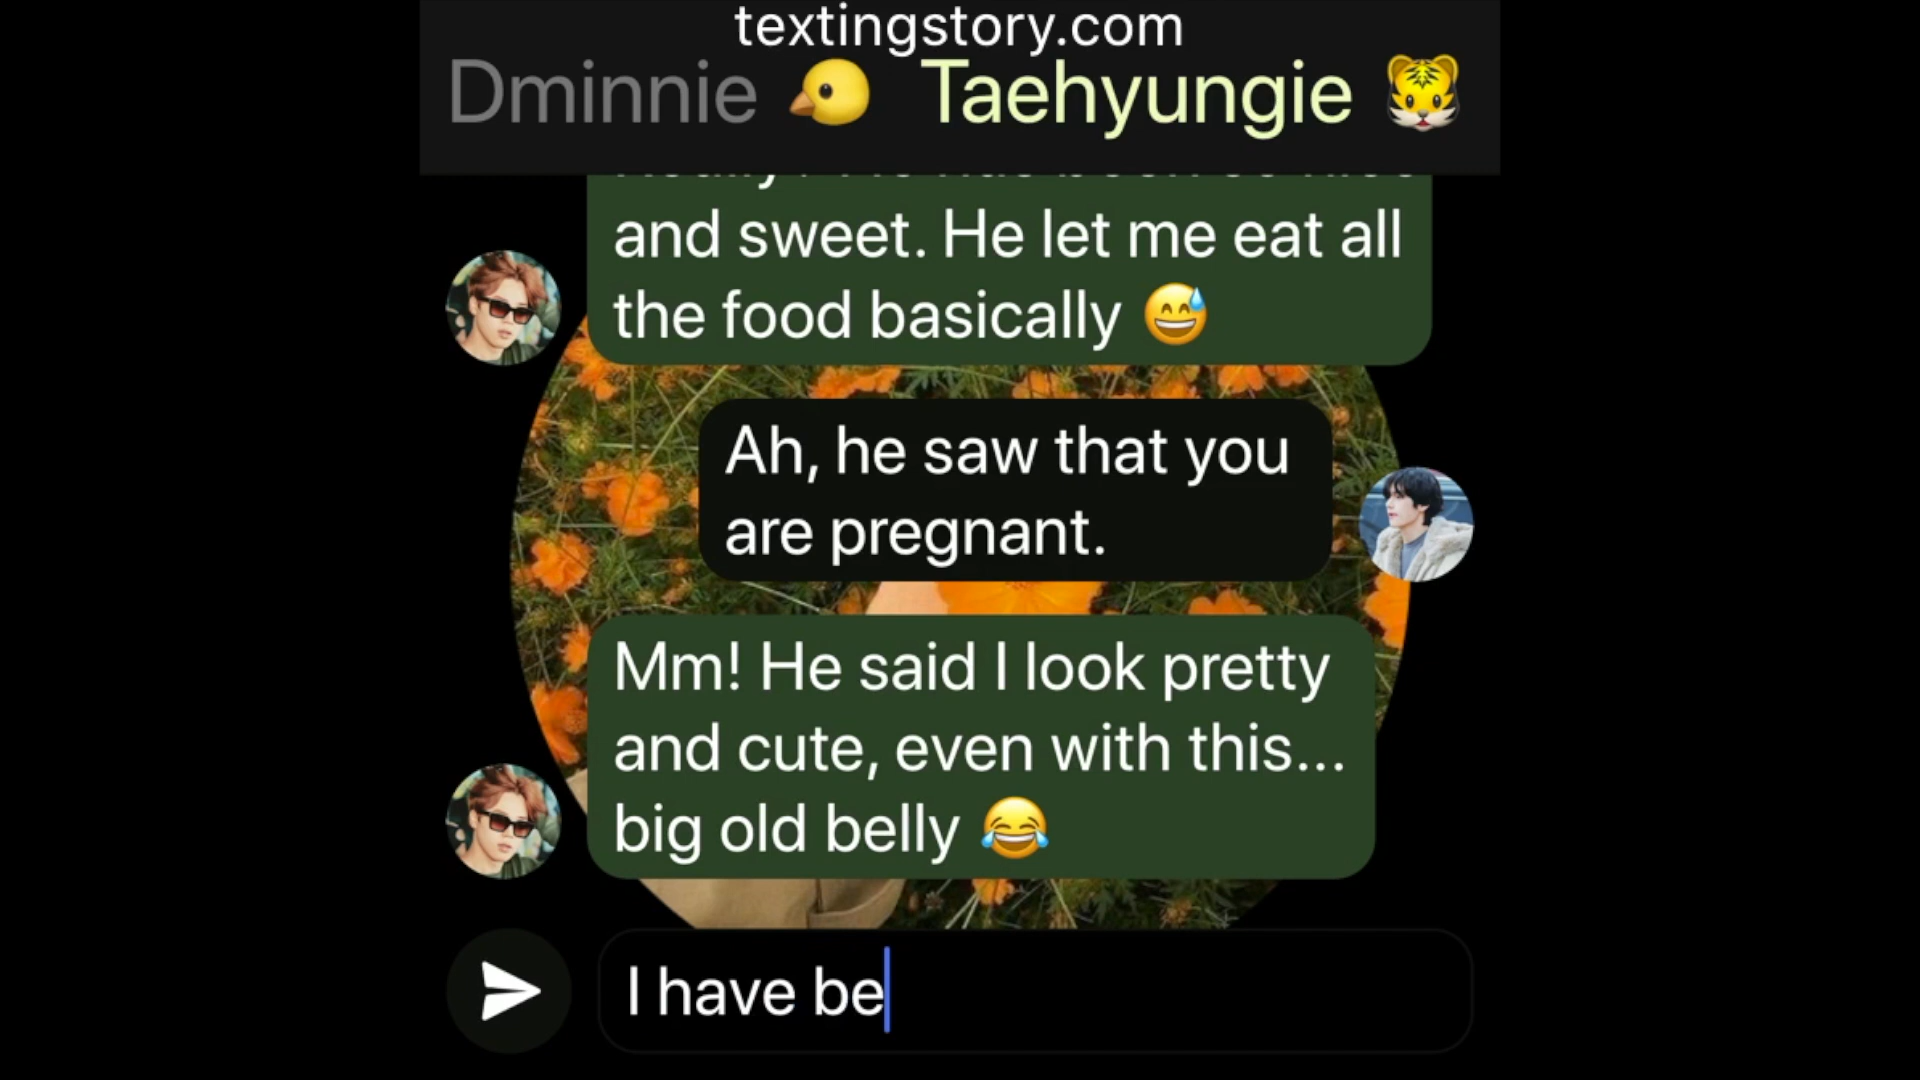 textingstory.com
Dminnie 🐤 Taehyungie 🐯
and sweet. He let me eat all
the food basically 😅
Ah, he saw that you
are pregnant.
Mm! He said I look pretty
and cute, even with this...
big old belly 😂
I have be